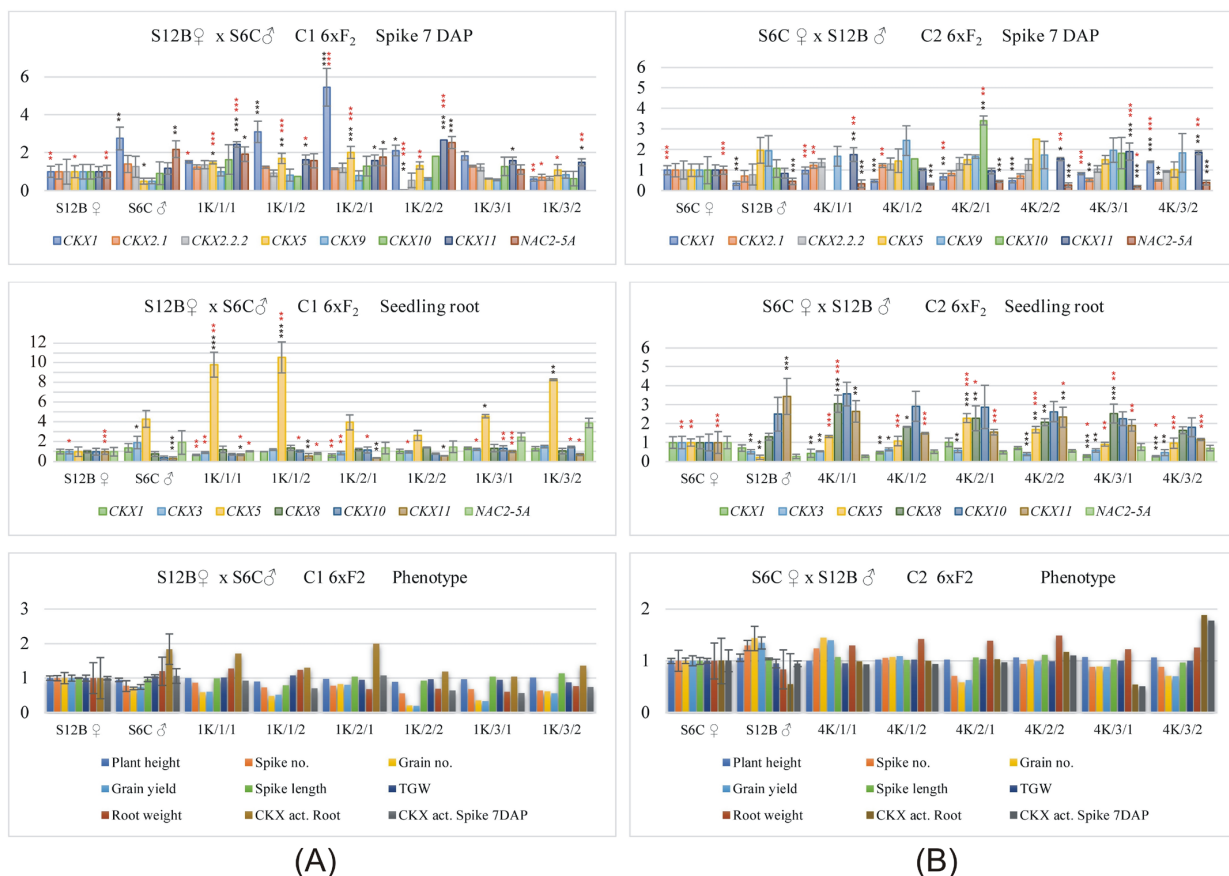 S12B♀ x S6C♂ C1 6xF₂ Spike 7 DAP
6
4
2
0
S12B ♀ S6C ♂ 1K/1/1 1K/1/2 1K/2/1 1K/2/2 1K/3/1 1K/3/2
CKX1 CKX2.1 CKX2.2.2 CKX5 CKX9 CKX10 CKX11 NAC2-5A
S6C ♀ x S12B ♂ C2 6xF₂ Spike 7 DAP
6
5
4
3
2
1
0
S6C ♀ S12B ♂ 4K/1/1 4K/1/2 4K/2/1 4K/2/2 4K/3/1 4K/3/2
CKX1 CKX2.1 CKX2.2.2 CKX5 CKX9 CKX10 CKX11 NAC2-5A
S12B♀ x S6C♂ C1 6xF₂ Seedling root
12
10
8
6
4
2
0
S12B ♀ S6C ♂ 1K/1/1 1K/1/2 1K/2/1 1K/2/2 1K/3/1 1K/3/2
CKX1 CKX3 CKX5 CKX8 CKX10 CKX11 NAC2-5A
S6C ♀ x S12B ♂ C2 6xF₂ Seedling root
6
5
4
3
2
1
0
S6C ♀ S12B ♂ 4K/1/1 4K/1/2 4K/2/1 4K/2/2 4K/3/1 4K/3/2
CKX1 CKX3 CKX5 CKX8 CKX10 CKX11 NAC2-5A
S12B♀ x S6C♂ C1 6xF2 Phenotype
3
2
1
0
S12B ♀ S6C ♂ 1K/1/1 1K/1/2 1K/2/1 1K/2/2 1K/3/1 1K/3/2
Plant height Spike no. Grain no.
Grain yield Spike length TGW
Root weight CKX act. Root CKX act. Spike 7DAP
S6C ♀ x S12B ♂ C2 6xF2 Phenotype
2
1
0
S6C ♀ S12B ♂ 4K/1/1 4K/1/2 4K/2/1 4K/2/2 4K/3/1 4K/3/2
Plant height Spike no. Grain no.
Grain yield Spike length TGW
Root weight CKX act. Root CKX act. Spike 7DAP
(A) (B)